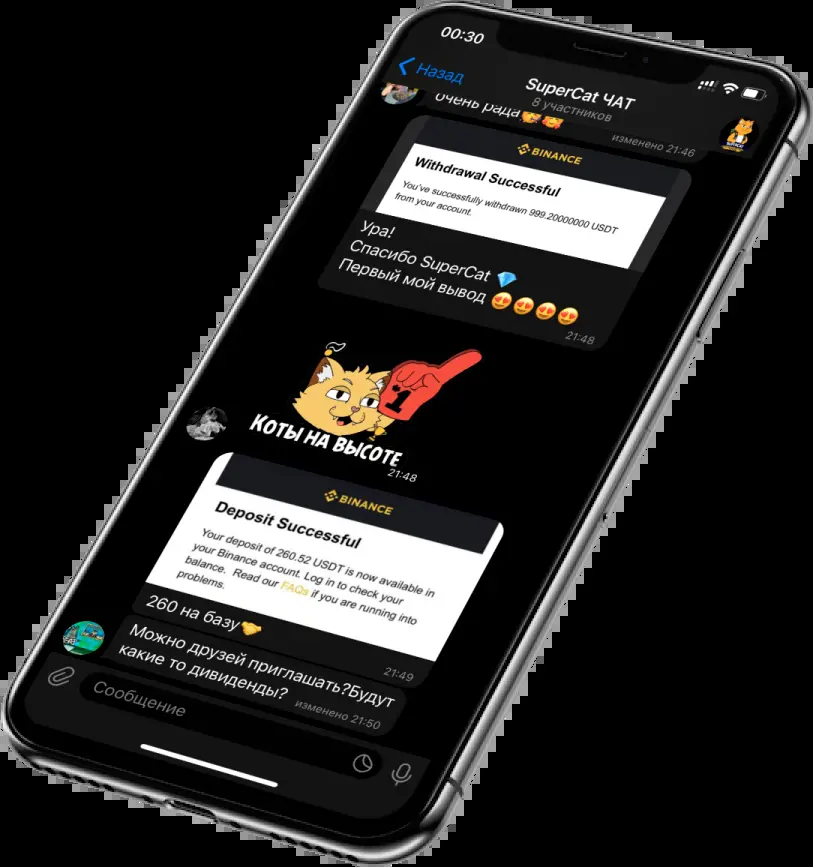 00:30
Назад
SuperCat ЧАТ
8 участников
очень рада
изменено 21:46
BINANCE
Withdrawal Successful
You've successfully withdrawn 999.20000000 USDT
from your account.
Ура!
Спасибо SuperCat
Первый мой вывод
21:48
#1
КОТЫ НА ВЫСОТЕ
21:48
BINANCE
Deposit Successful
Your deposit of 260.52 USDT is now available in
your Binance account. Log in to check your
balance. Read our FAQs if you are running into
problems.
260 на базу
21:49
Можно друзей приглашать?Будут
какие то дивиденды?
изменено 21:50
Сообщение